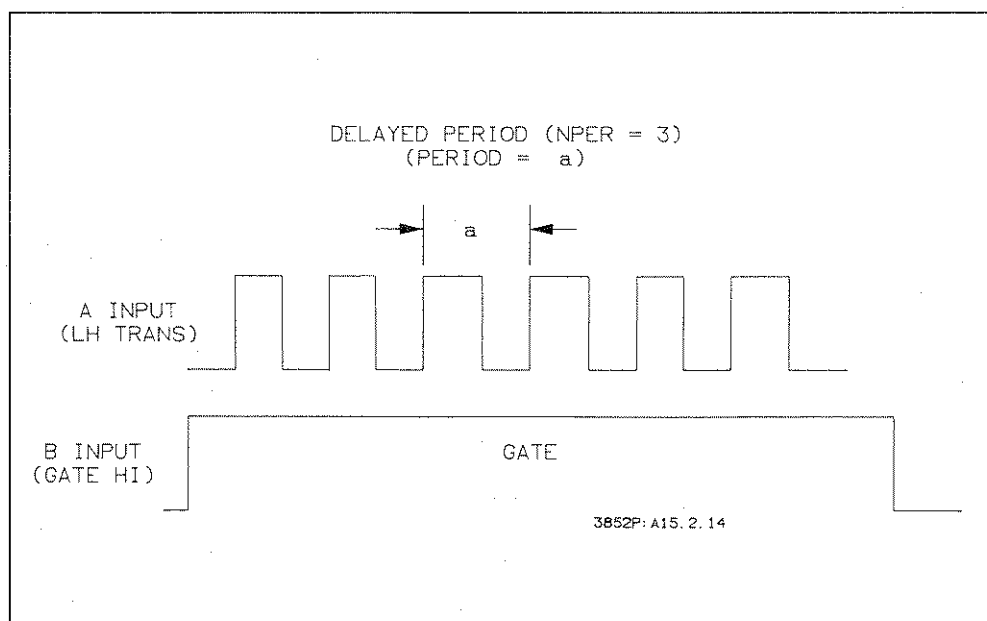 DELAYED PERIOD (NPER = 3)
(PERIOD = a)
a
A INPUT
(LH TRANS)
B INPUT
(GATE HI)
GATE
3852P:A15.2.14